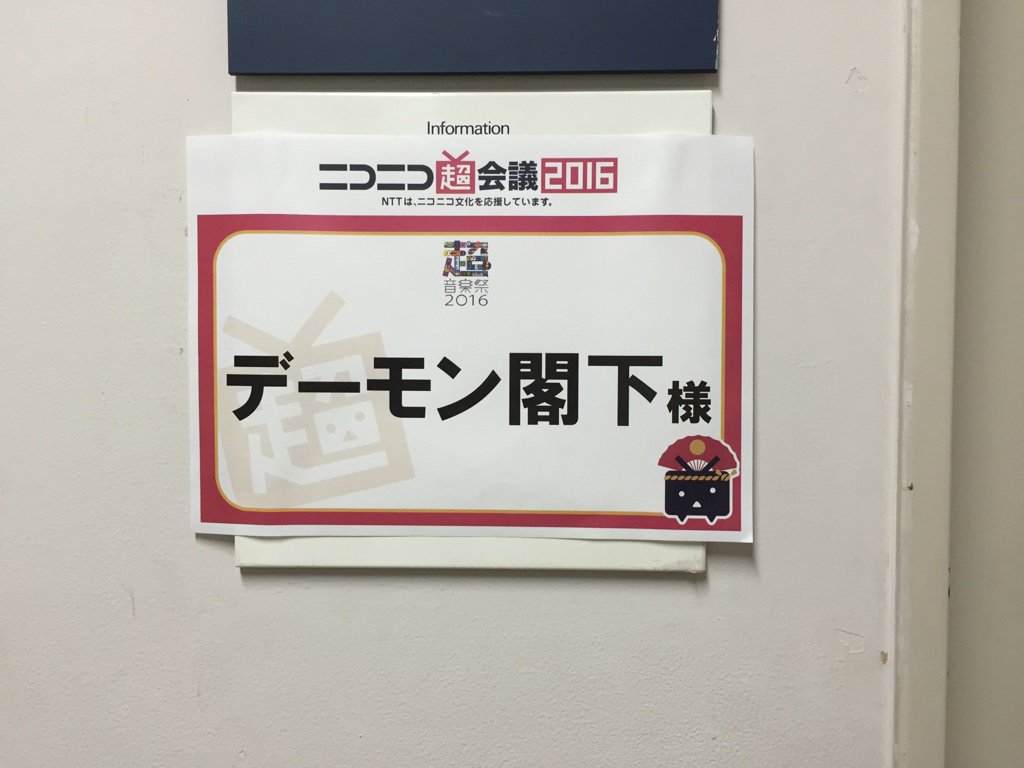 Information
ニコニコ超会議2016
NTTは、ニコニコ文化を応援しています。
超
音楽祭
2016
超
デーモン閣下様